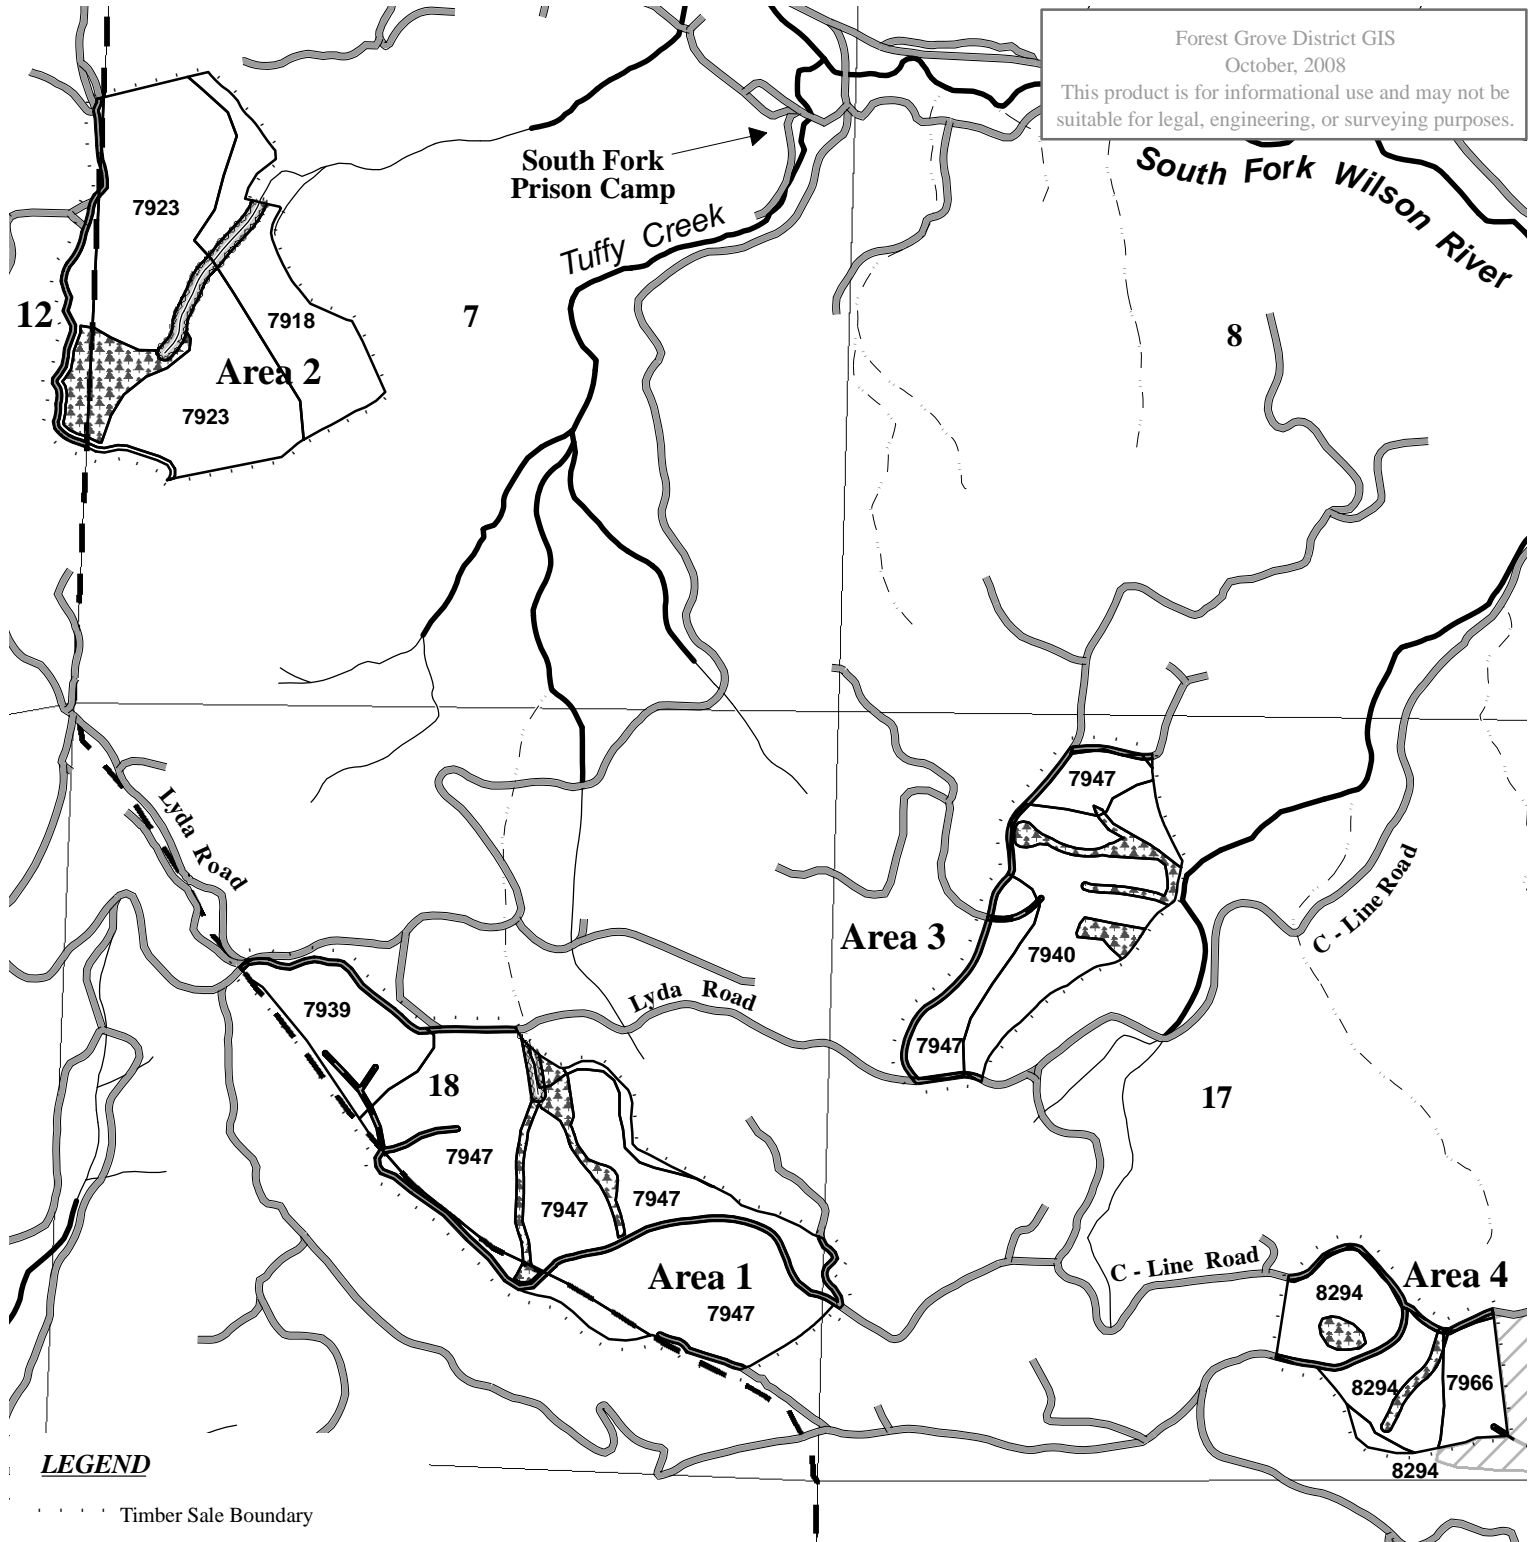 Forest Grove District GIS
October, 2008
This product is for informational use and may not be
suitable for legal, engineering, or surveying purposes.
South Fork
Prison Camp
South Fork Wilson River
Tuffy Creek
7923
12
7918
7
8
Area 2
7923
7947
Lyda Road
C - Line Road
Area 3
7940
7939
Lyda Road
7947
18
17
7947
7947
7947
C - Line Road
Area 1
Area 4
8294
7947
8294
7966
8294
LEGEND
Timber Sale Boundary